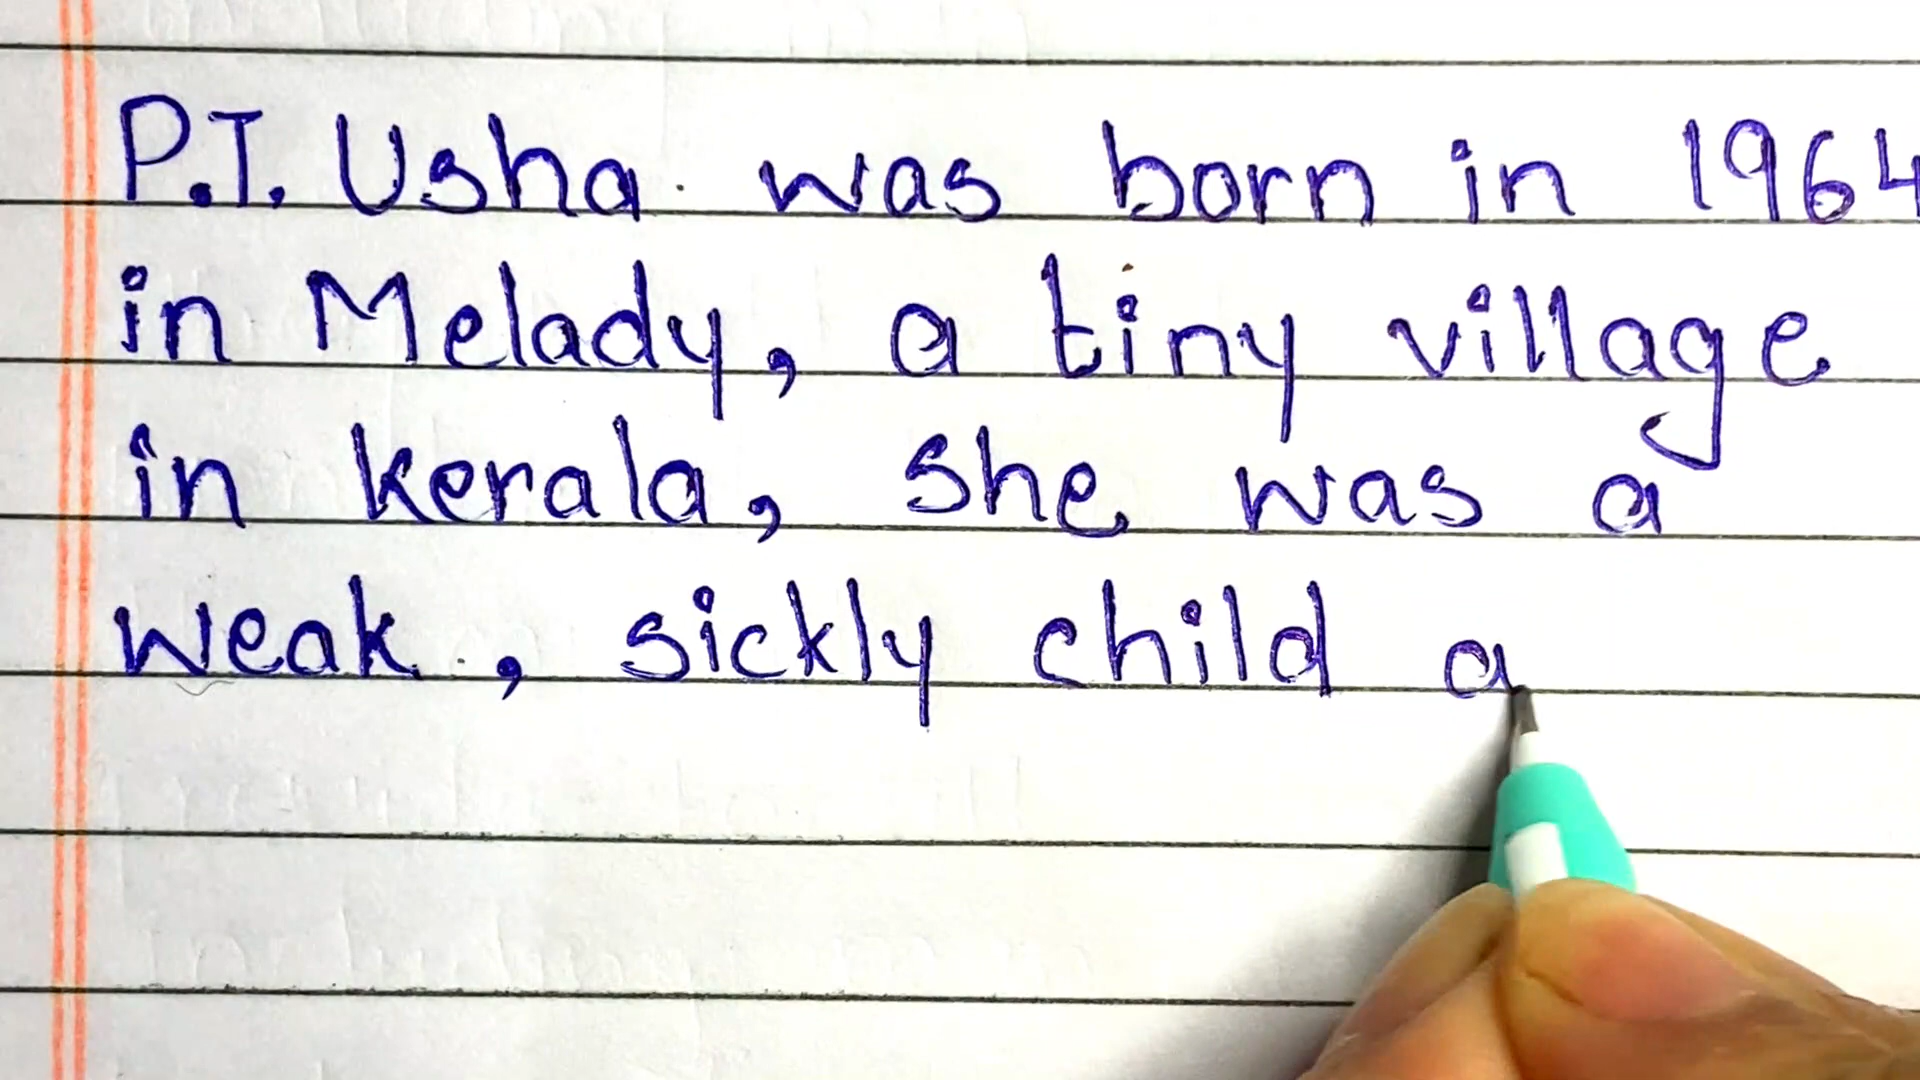 P.T. Usha was born in 1964
in Melady, a tiny village
in kerala, she was a
weak, sickly child a